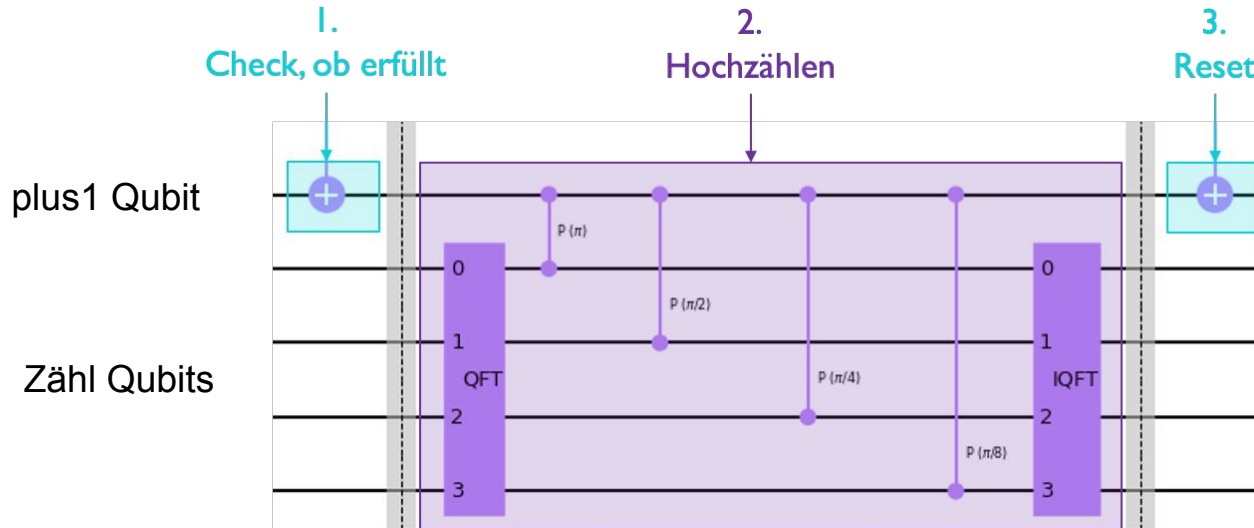 1.
Check, ob erfüllt
2.
Hochzählen
3.
Reset
plus1 Qubit
P (π)
0
0
P (π/2)
1
1
Zähl Qubits
QFT
P (π/4)
IQFT
2
2
P (π/8)
3
3